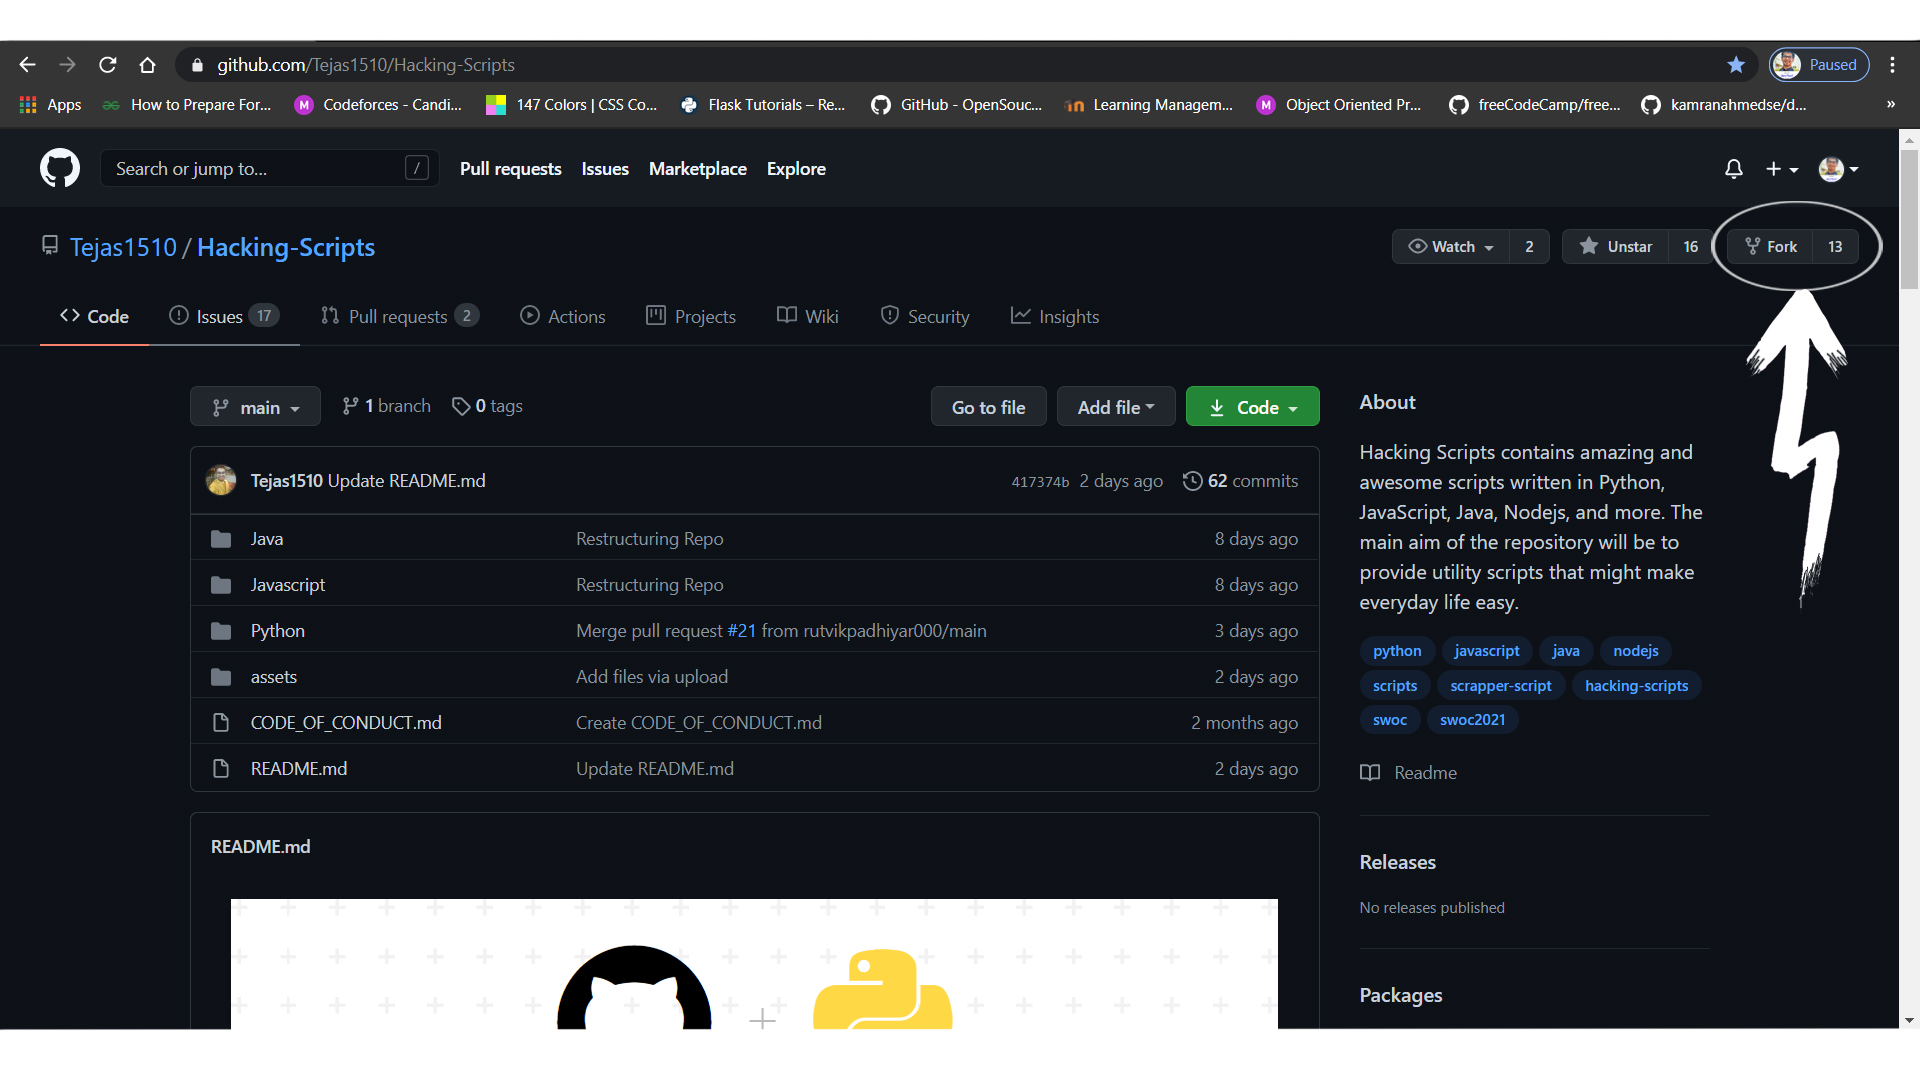 github.com/Tejas1510/Hacking-Scripts
Paused
Apps
How to Prepare For...
M Codeforces - Candi...
147 Colors | CSS Co...
Flask Tutorials – Re...
GitHub - OpenSouc...
Learning Managem...
M Object Oriented Pr...
freeCodeCamp/free...
kamranahmedse/d...
»
Search or jump to... /
Pull requests
Issues
Marketplace
Explore
Tejas1510 / Hacking-Scripts
Watch 2
Unstar 16
Fork 13
Code
Issues 17
Pull requests 2
Actions
Projects
Wiki
Security
Insights
main
1 branch
0 tags
Go to file
Add file
Code
Tejas1510 Update README.md
417374b 2 days ago
62 commits
Java Restructuring Repo 8 days ago
Javascript Restructuring Repo 8 days ago
Python Merge pull request #21 from rutvikpadhiyar000/main 3 days ago
assets Add files via upload 2 days ago
CODE_OF_CONDUCT.md Create CODE_OF_CONDUCT.md 2 months ago
README.md Update README.md 2 days ago
README.md
About
Hacking Scripts contains amazing and
awesome scripts written in Python,
JavaScript, Java, Nodejs, and more. The
main aim of the repository will be to
provide utility scripts that might make
everyday life easy.
python javascript java nodejs
scripts scrapper-script hacking-scripts
swoc swoc2021
Readme
Releases
No releases published
Packages